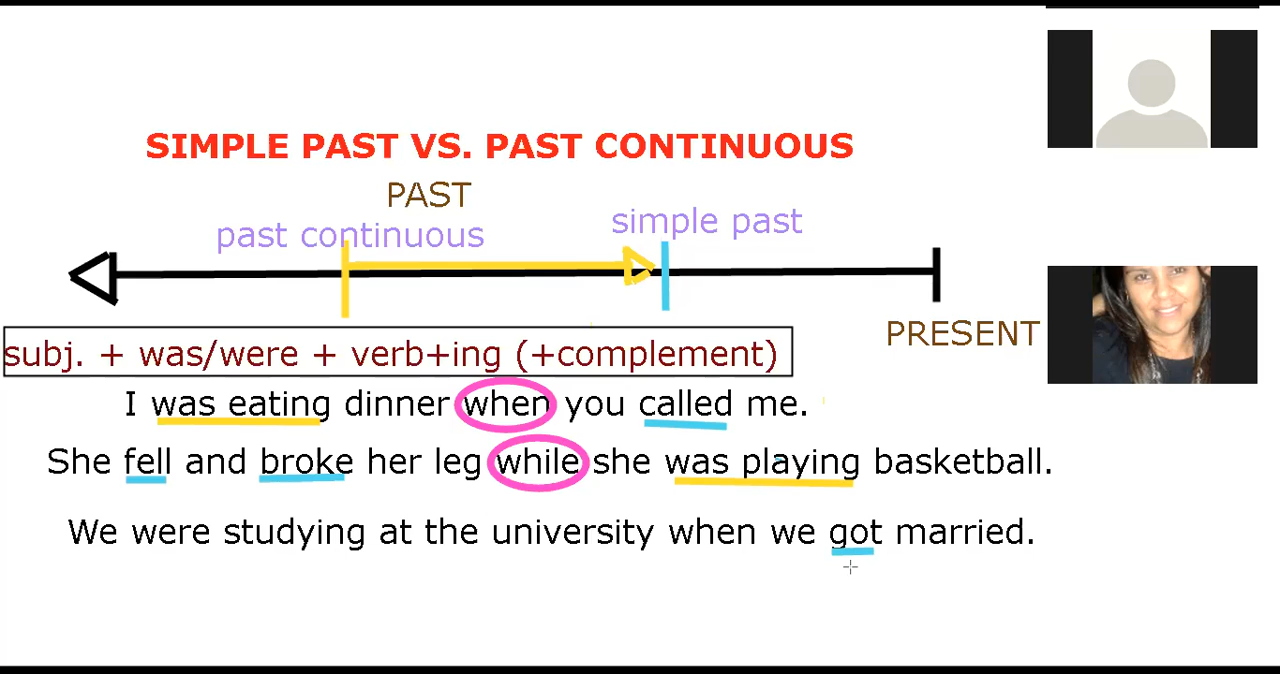 SIMPLE PAST VS. PAST CONTINUOUS
PAST
past continuous
simple past
PRESENT
subj. + was/were + verb+ing (+complement)
I was eating dinner when you called me.
She fell and broke her leg while she was playing basketball.
We were studying at the university when we got married.